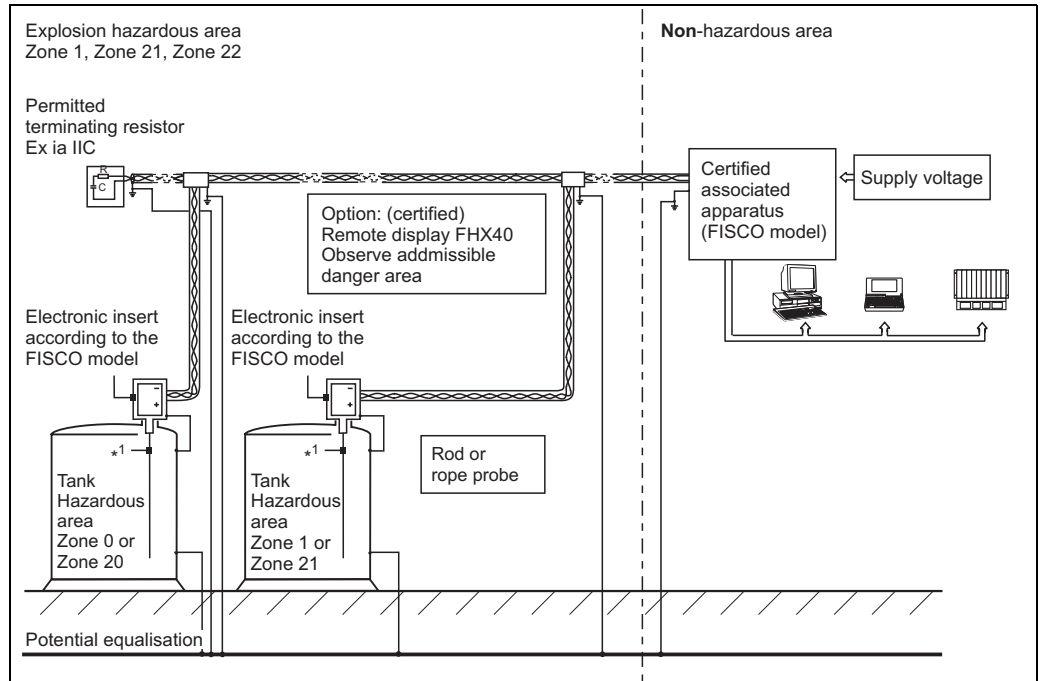 Explosion hazardous area
Zone 1, Zone 21, Zone 22
Non-hazardous area
Permitted
terminating resistor
Ex ia IIC
R
C
Certified
associated
apparatus
(FISCO model)
Supply voltage
Option: (certified)
Remote display FHX40
Observe addmissible
danger area
Electronic insert
according to the
FISCO model
Electronic insert
according to the
FISCO model
–
+
–
+
*1
*1
Rod or
rope probe
Tank
Hazardous
area
Zone 0 or
Zone 20
Tank
Hazardous
area
Zone 1 or
Zone 21
Potential equalisation